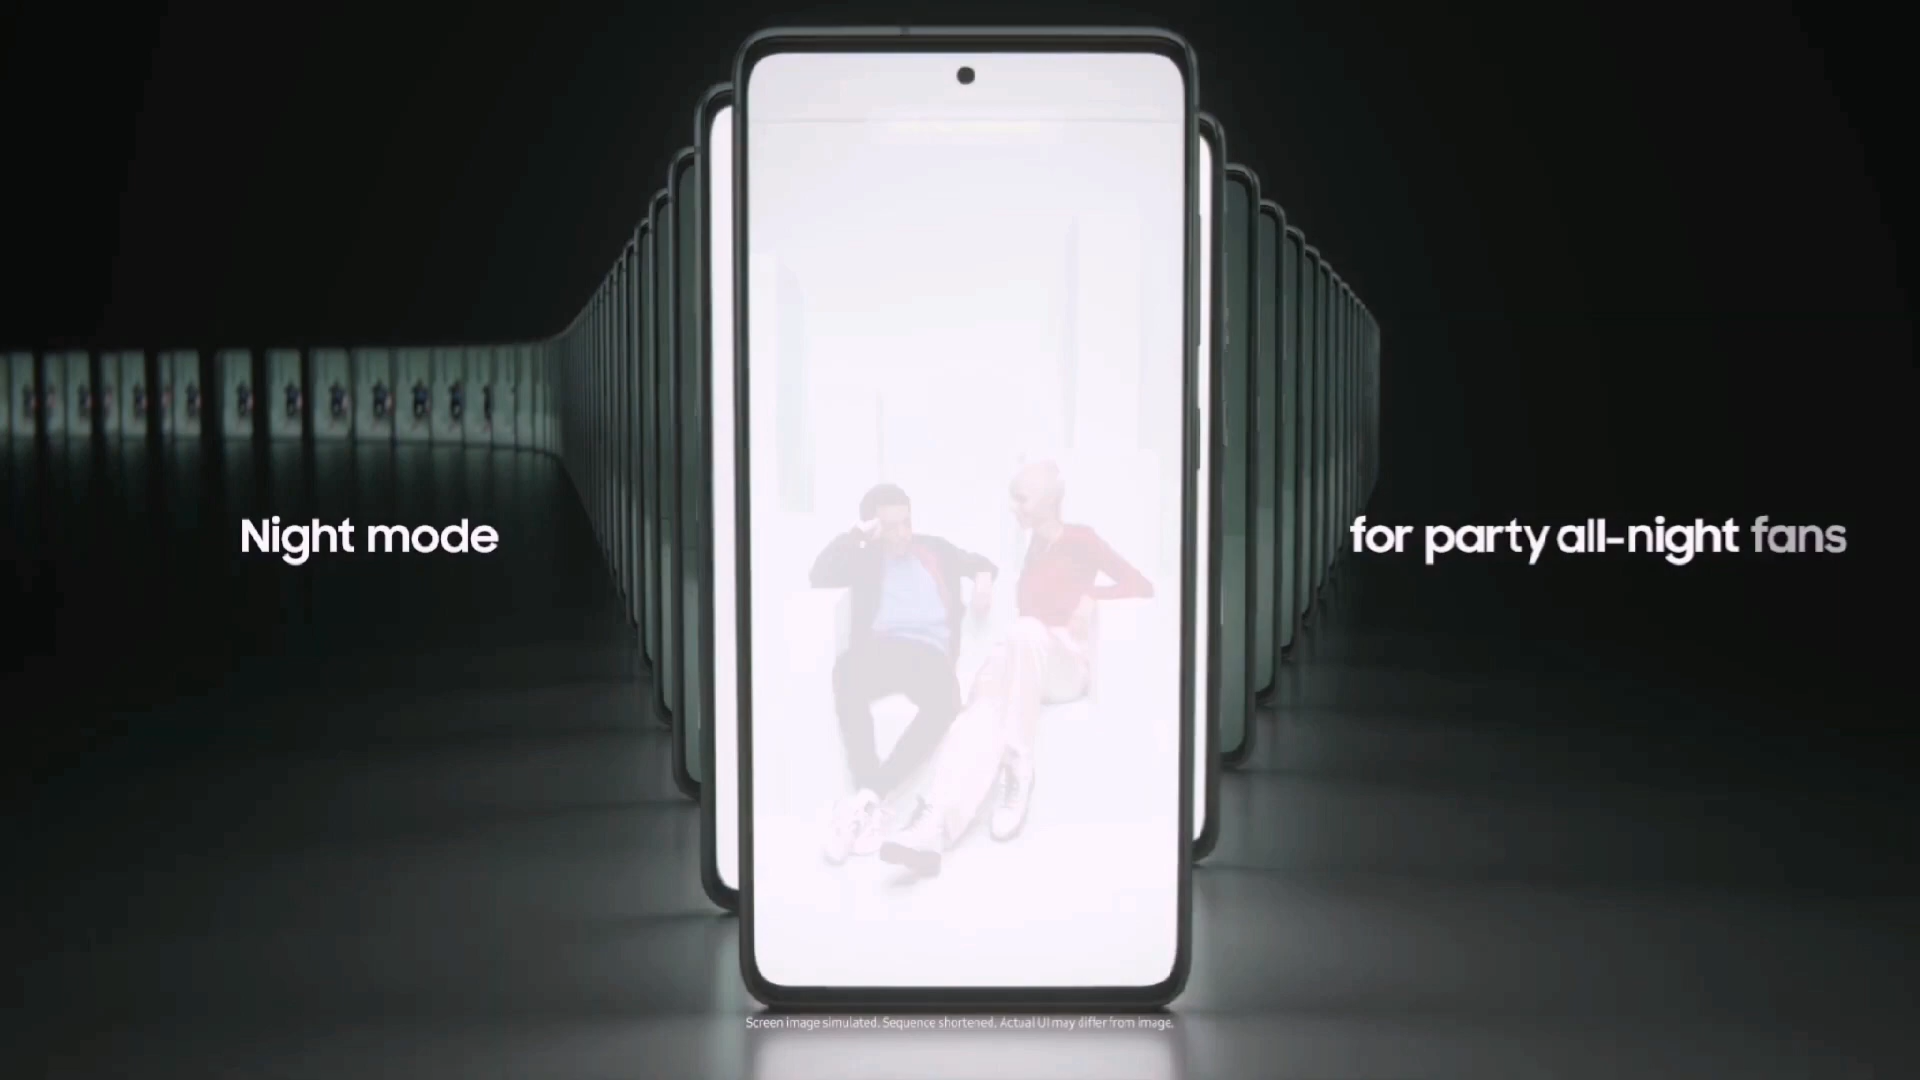 Night mode
for party all-night fans
Screen image simulated. Sequence shortened. Actual UI may differ from image.